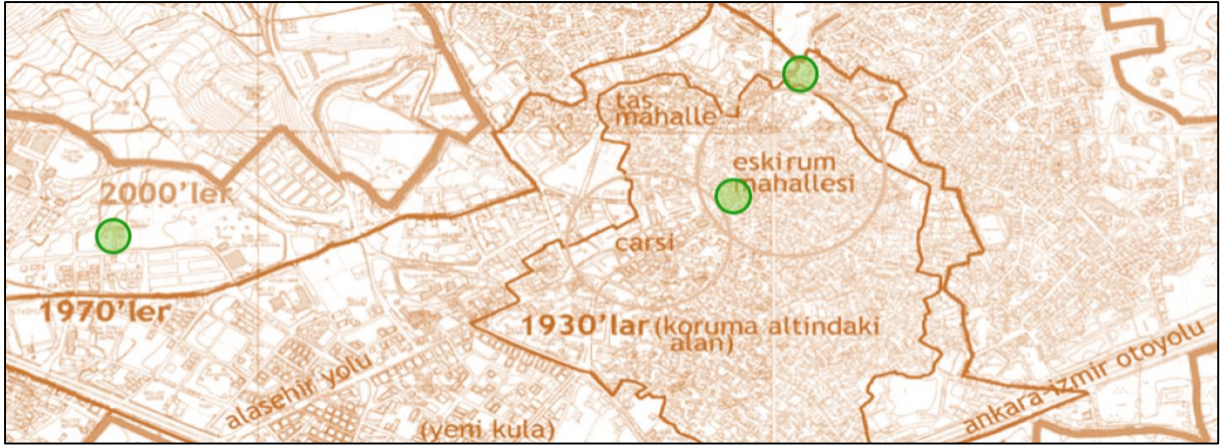 tas
mahalle
eski rum
mahallesi
2000'ler
carsi
1970'ler
1930'lar (koruma altindaki
alan)
alasehir yolu
ankara-izmir otoyolu
(yeni kula)